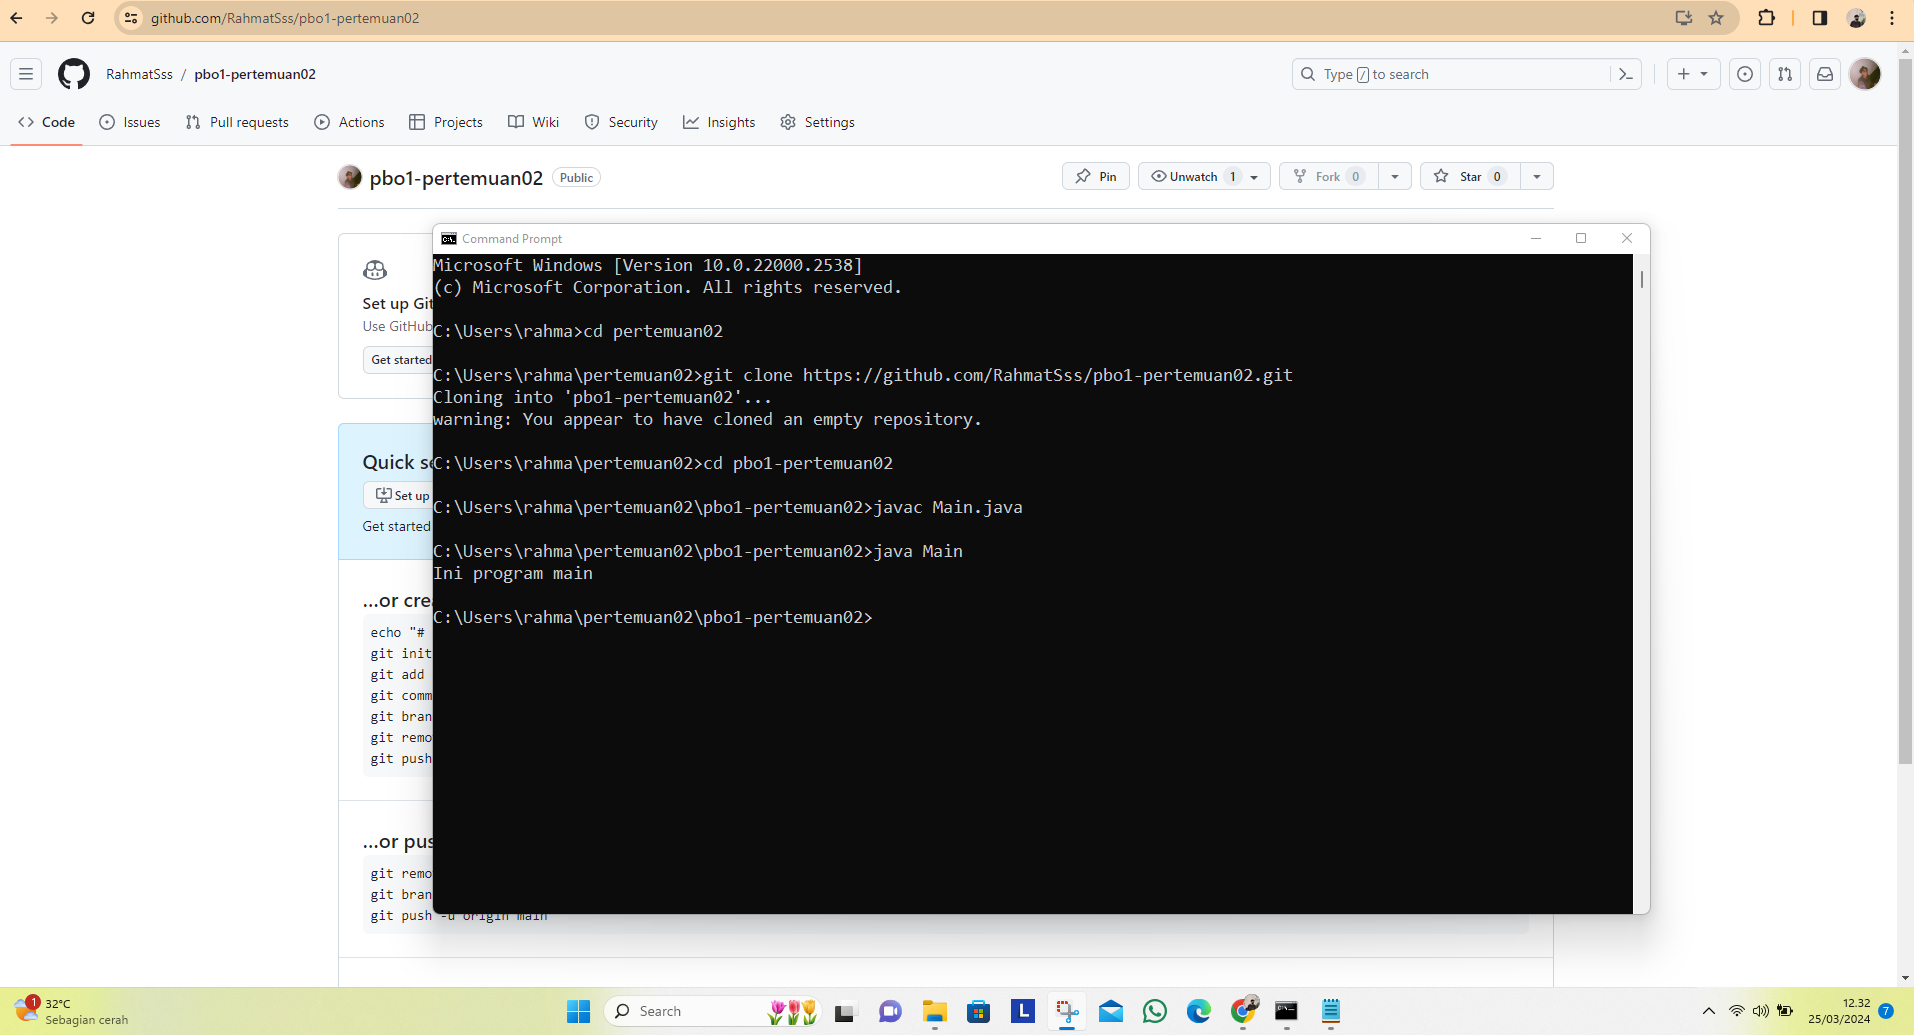 github.com/RahmatSss/pbo1-pertemuan02
RahmatSss / pbo1-pertemuan02
Type / to search
Code
Issues
Pull requests
Actions
Projects
Wiki
Security
Insights
Settings
pbo1-pertemuan02 Public
Pin
Unwatch 1
Fork 0
Star 0
Set up Git
Use GitHub
Get started
Quick se
Set up
Get started
...or cre
echo "#
git init
git add
git comm
git bran
git remo
git push
...or pus
git remo
git bran
git push -u origin main
Command Prompt
Microsoft Windows [Version 10.0.22000.2538]
(c) Microsoft Corporation. All rights reserved.
C:\Users\rahma>cd pertemuan02
C:\Users\rahma\pertemuan02>git clone https://github.com/RahmatSss/pbo1-pertemuan02.git
Cloning into 'pbo1-pertemuan02'...
warning: You appear to have cloned an empty repository.
C:\Users\rahma\pertemuan02>cd pbo1-pertemuan02
C:\Users\rahma\pertemuan02\pbo1-pertemuan02>javac Main.java
C:\Users\rahma\pertemuan02\pbo1-pertemuan02>java Main
Ini program main
C:\Users\rahma\pertemuan02\pbo1-pertemuan02>
1
32°C
Sebagian cerah
Search
L
12.32
25/03/2024
7